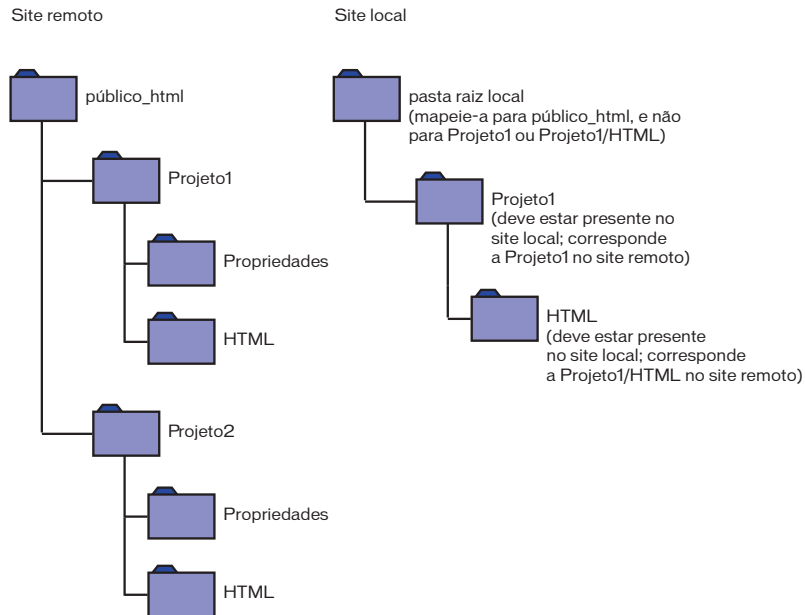 Site remoto
público_html
Projeto1
Propriedades
HTML
Projeto2
Propriedades
HTML
Site local
pasta raiz local
(mapeie-a para público_html, e não
para Projeto1 ou Projeto1/HTML)
Projeto1
(deve estar presente no
site local; corresponde
a Projeto1 no site remoto)
HTML
(deve estar presente
no site local; corresponde
a Projeto1/HTML no site remoto)